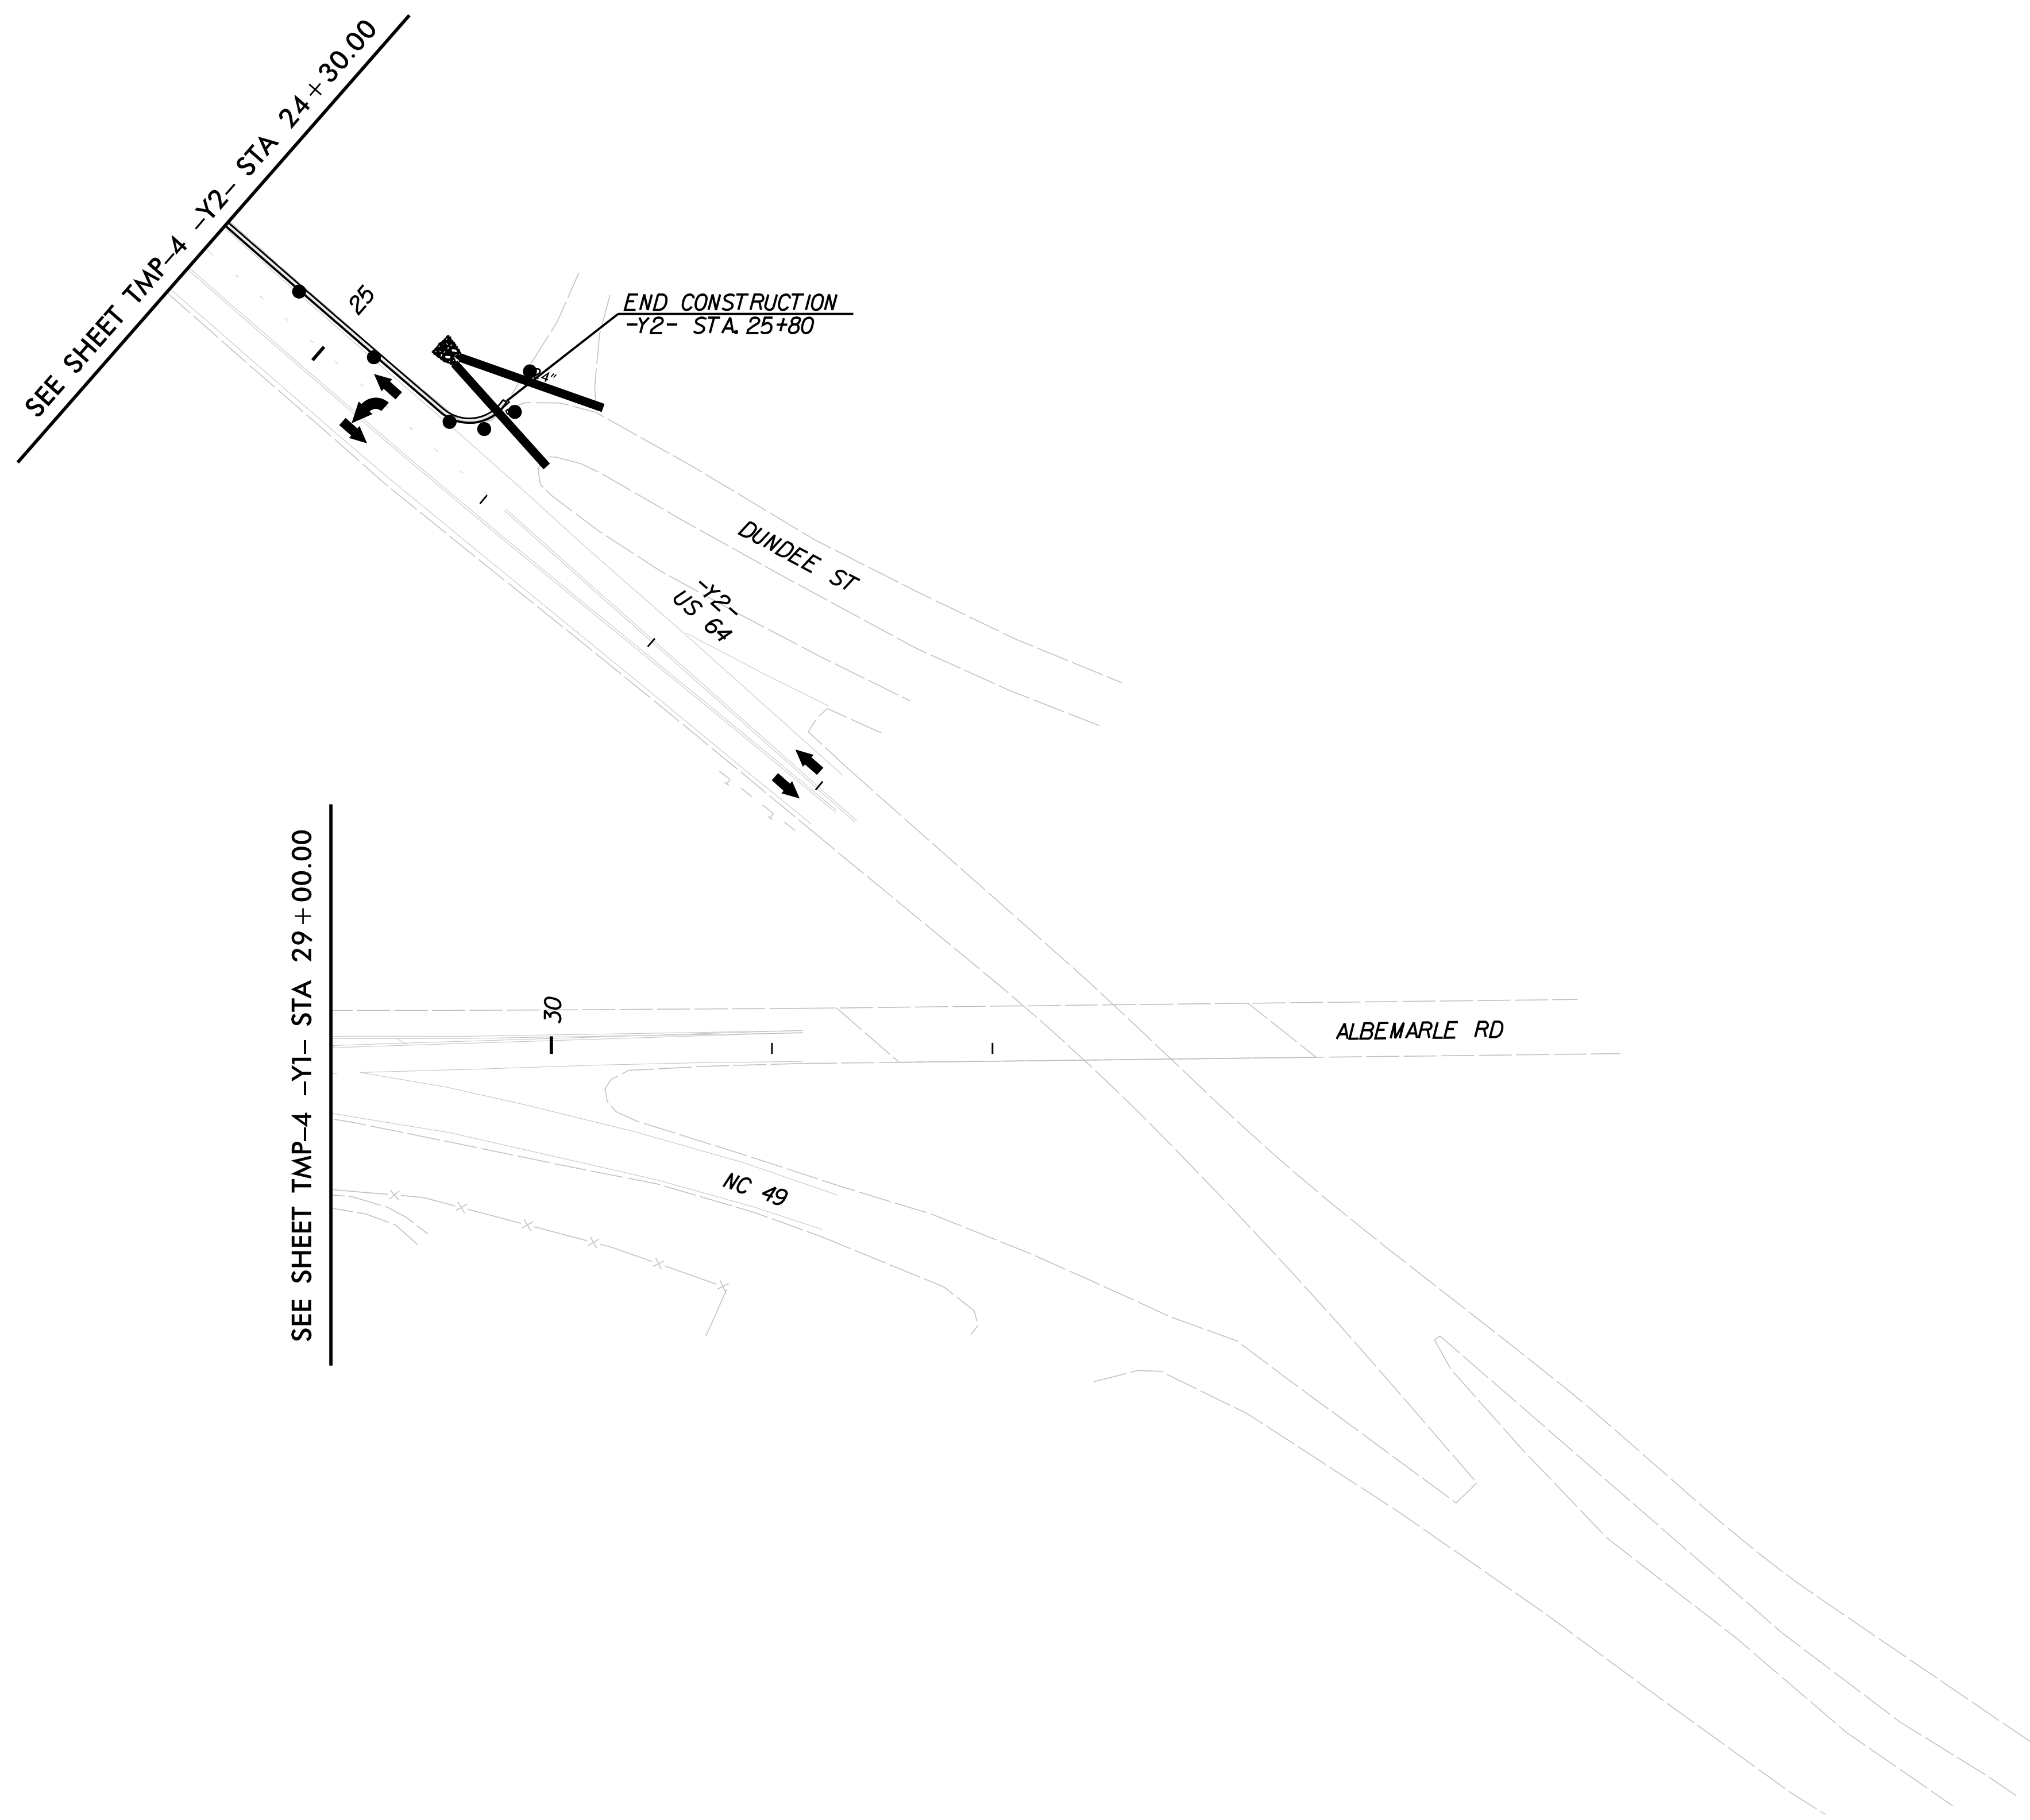 SEE SHEET TMP-4 -Y2- STA 24+30.00
25
END CONSTRUCTION
-Y2- STA. 25+80
24"
DUNDEE ST
-Y2-
US 64
SEE SHEET TMP-4 -Y1- STA 29+00.00
30
ALBEMARLE RD
NC 49